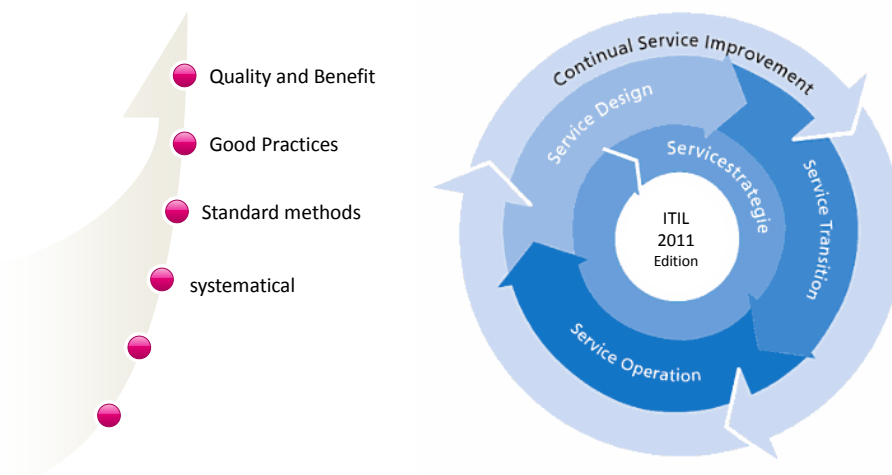 Quality and Benefit
Good Practices
Standard methods
systematical
Continual Service Improvement
Service Design
Servicestrategie
Service Transition
Service Operation
ITIL
2011
Edition